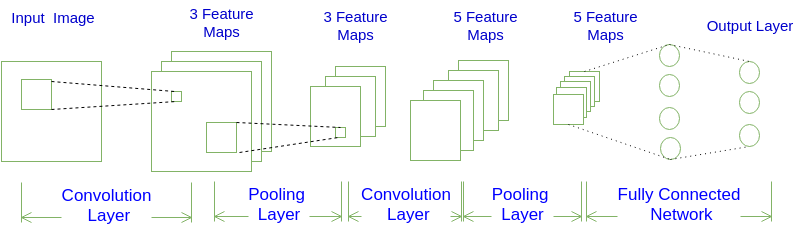 Input Image
3 Feature
Maps
3 Feature
Maps
5 Feature
Maps
5 Feature
Maps
Output Layer
Convolution
Layer
Pooling
Layer
Convolution
Layer
Pooling
Layer
Fully Connected
Network